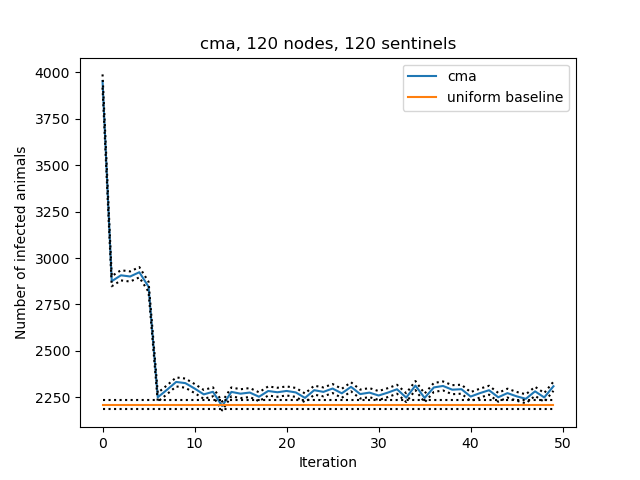 cma, 120 nodes, 120 sentinels
cma
uniform baseline
Number of infected animals
4000
3750
3500
3250
3000
2750
2500
2250
0 10 20 30 40 50
Iteration